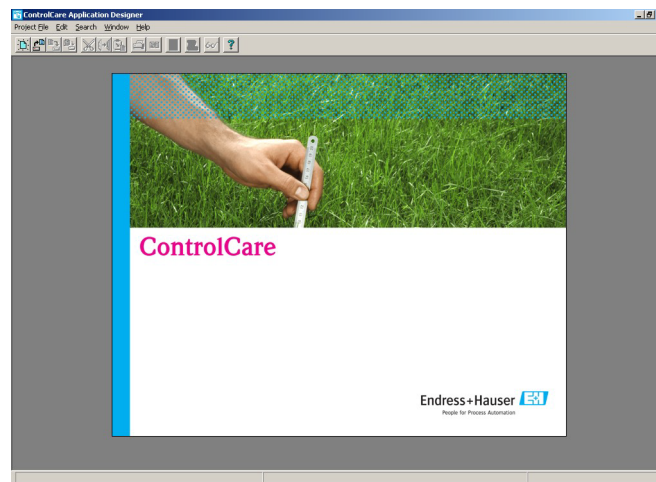 ControlCare Application Designer
Project File Edit Search Window Help
ControlCare
Endress+Hauser
People for Process Automation